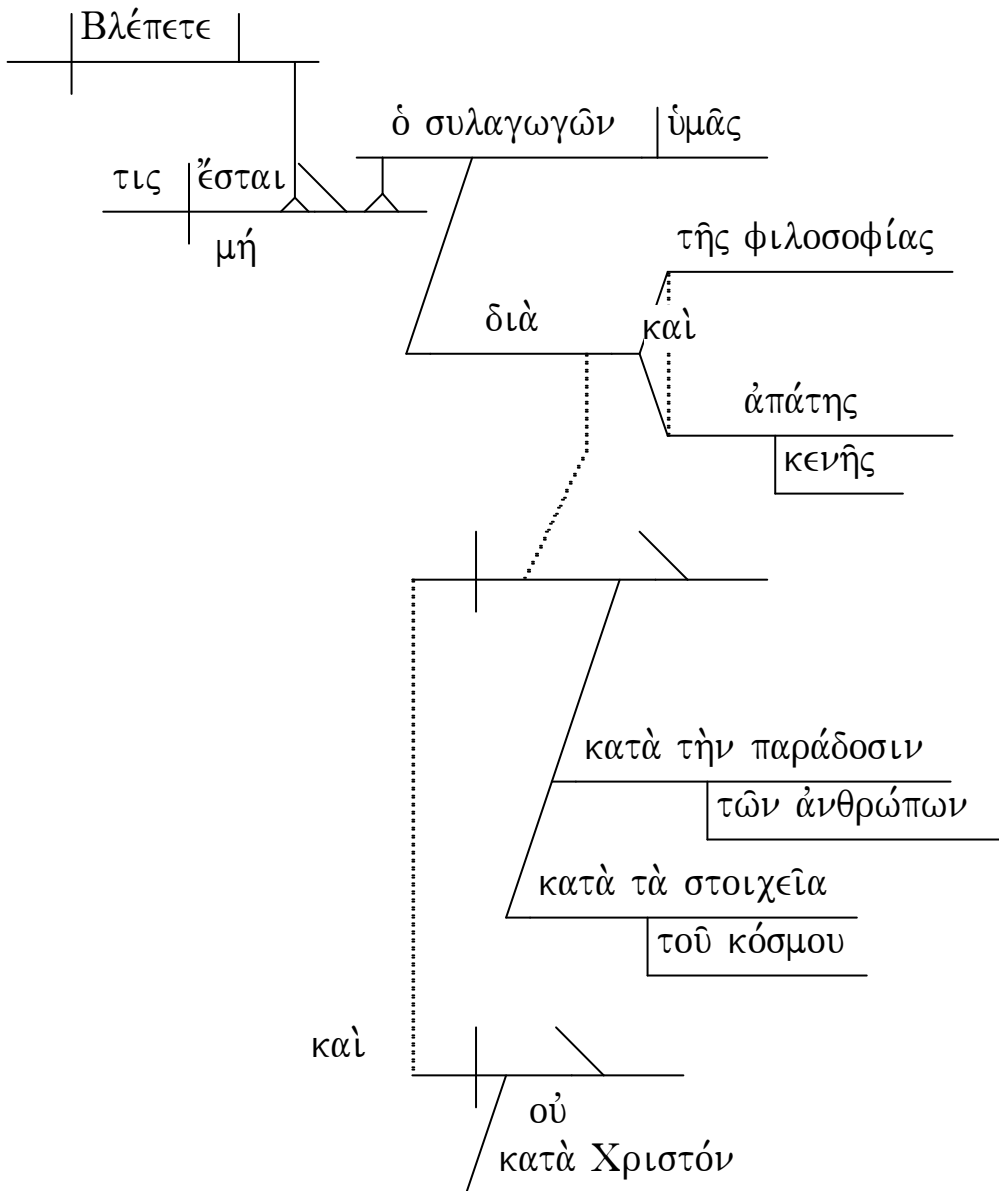 Βλέπετε
ὁ συλαγωγῶν ὑμᾶς
τις ἔσται
μή
τῆς φιλοσοφίας
διὰ
καὶ
ἀπάτης
κενῆς
κατὰ τὴν παράδοσιν
τῶν ἀνθρώπων
κατὰ τὰ στοιχεῖα
τοῦ κόσμου
καὶ
οὐ
κατὰ Χριστόν